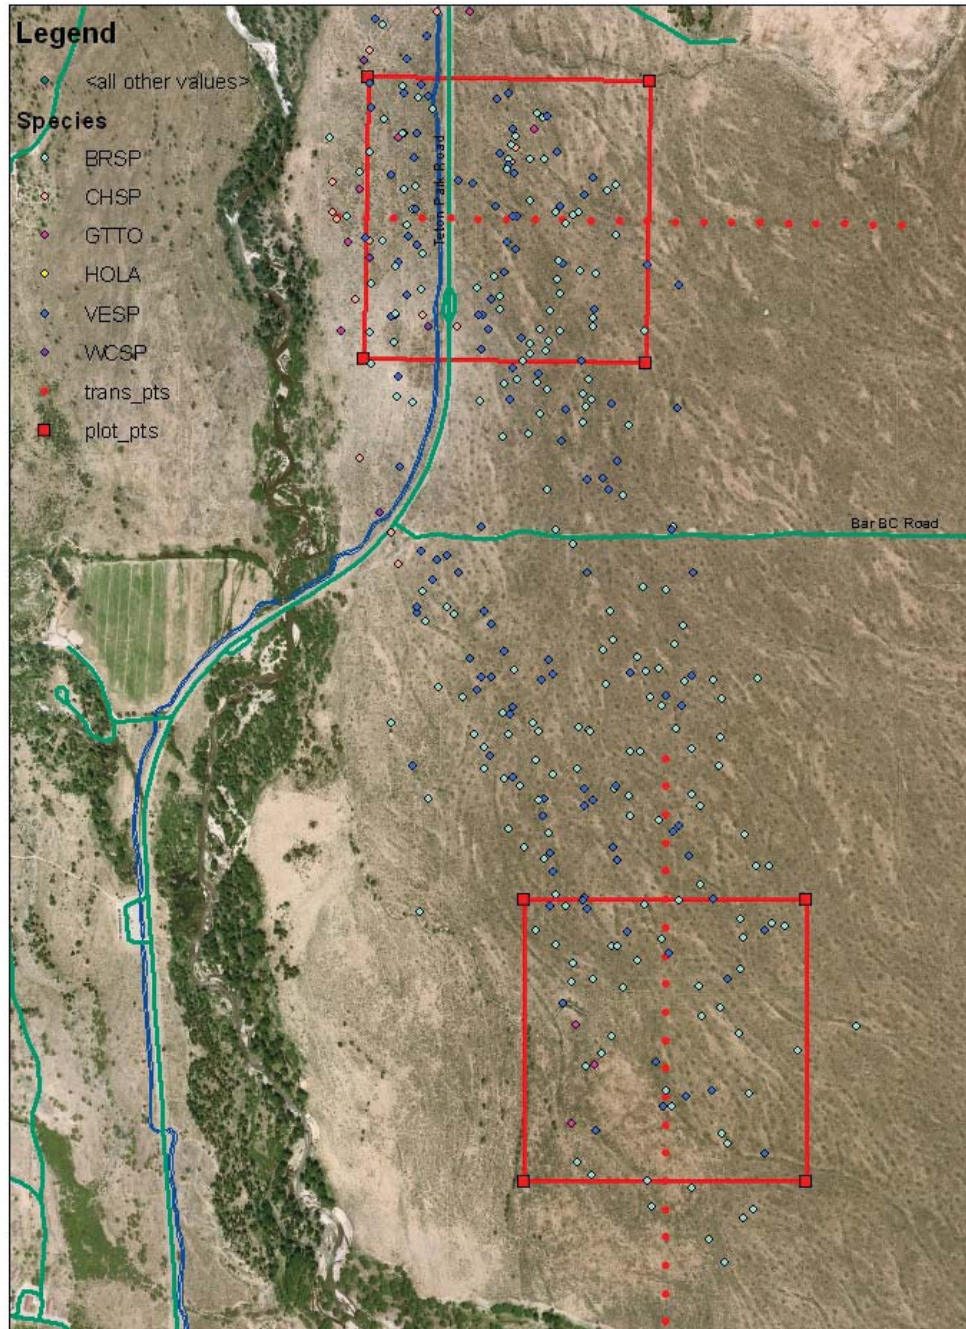 Legend
<all other values>
Species
BRSP
CHSP
GTTO
HOLA
VESP
WCSP
trans_pts
plot_pts
Teton Park Road
Bar BC Road